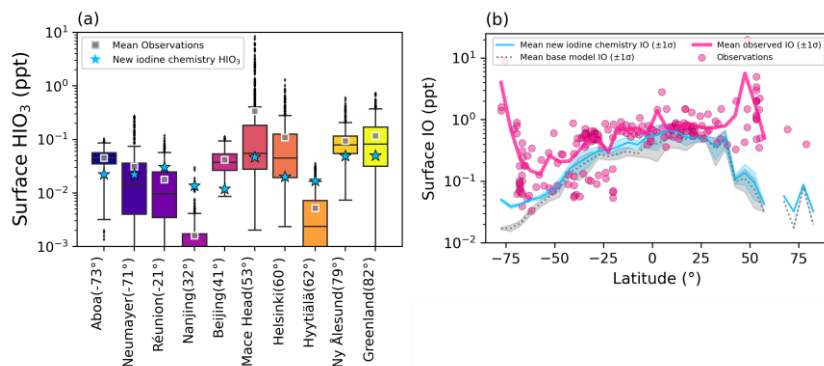 (a)
Surface HIO₃ (ppt)
10¹
10⁰
10⁻¹
10⁻²
10⁻³
Mean Observations
New iodine chemistry HIO₃
Aboa(-73°)
Neumayer(-71°)
Réunion(-21°)
Nanjing(32°)
Beijing(41°)
Mace Head(53°)
Helsinki(60°)
Hyytiälä(62°)
Ny Ålesund(79°)
Greenland(82°)
(b)
Surface IO (ppt)
10¹
10⁰
10⁻¹
10⁻²
Mean new iodine chemistry IO (±1σ)
Mean base model IO (±1σ)
Mean observed IO (±1σ)
Observations
−75 −50 −25 0 25 50 75
Latitude (°)